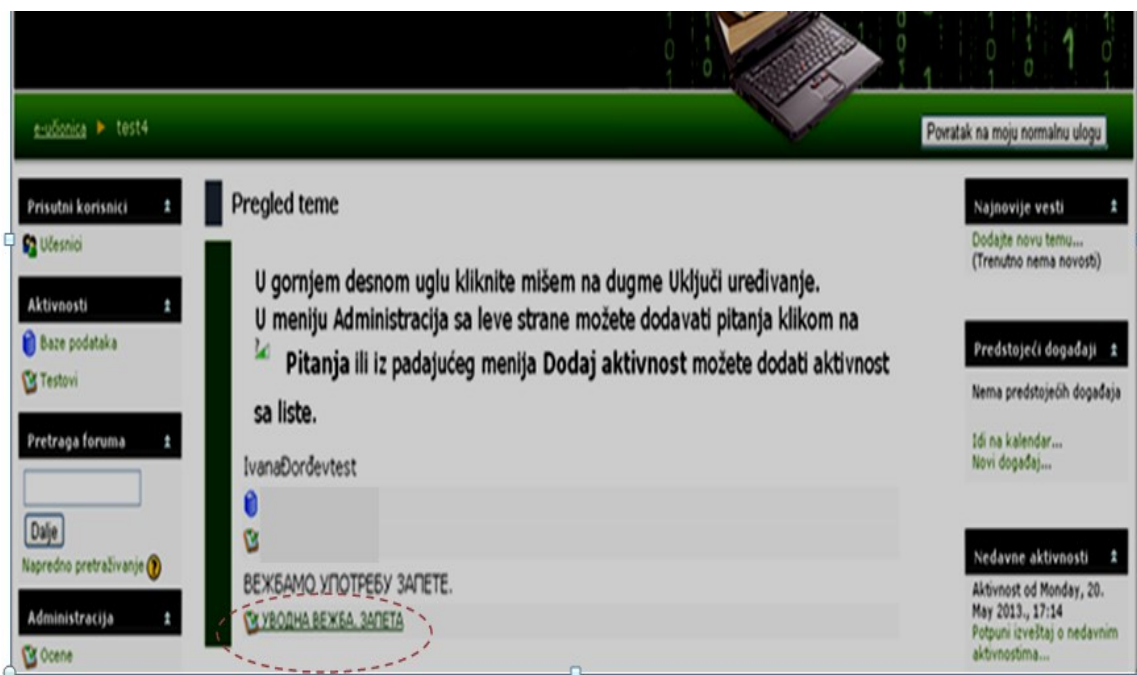 e-učionica ► test4
Povratak na moju normalnu ulogu
Prisutni korisnici
Učesnici
Aktivnosti
Baze podataka
Testovi
Pretraga foruma
Dalje
Napredno pretraživanje
Administracija
Ocene
Pregled teme
U gornjem desnom uglu kliknite mišem na dugme Uključi uređivanje.
U meniju Administracija sa leve strane možete dodavati pitanja klikom na
Pitanja ili iz padajućeg menija Dodaj aktivnost možete dodati aktivnost
sa liste.
IvanaĐorđevtest
ВЕЖБАМО УПОТРЕБУ ЗАПЕТЕ.
УВОДНА ВЕЖБА, ЗАПЕТА
Najnovije vesti
Dodajte novu temu...
(Trenutno nema novosti)
Predstojeći događaji
Nema predstojećih događaja
Idi na kalendar...
Novi događaj...
Nedavne aktivnosti
Aktivnost od Monday, 20.
May 2013., 17:14
Potpuni izveštaj o nedavnim
aktivnostima...